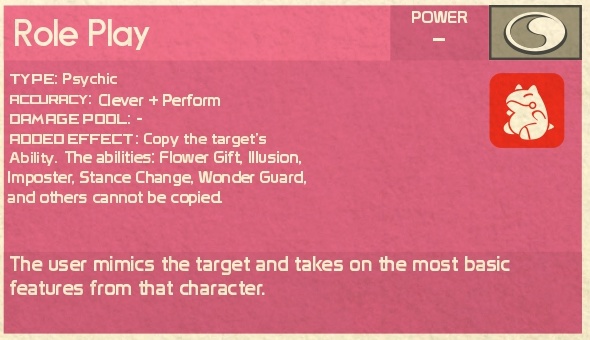 Role Play
POWER
–
TYPE: Psychic
ACCURACY: Clever + Perform
DAMAGE POOL: -
ADDED EFFECT: Copy the target's
Ability. The abilities: Flower Gift, Illusion,
Imposter, Stance Change, Wonder Guard,
and others cannot be copied.
The user mimics the target and takes on the most basic
features from that character.